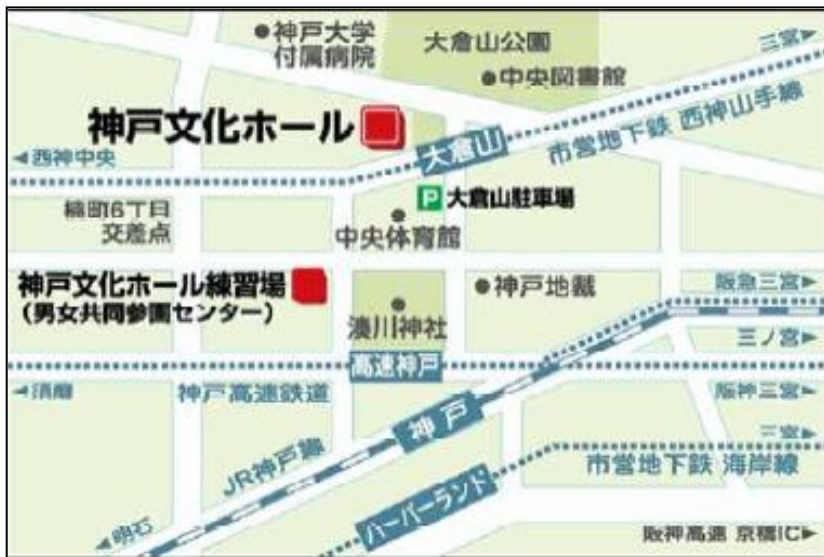 神戸大学
付属病院
大倉山公園
三宮▶
中央図書館
神戸文化ホール
大倉山
市営地下鉄 西神山手線
◀西神中央
P 大倉山駐車場
楠町6丁目
交差点
中央体育館
神戸文化ホール練習場
(男女共同参画センター)
神戸地裁
阪急三宮▶
湊川神社
三ノ宮▶
高速神戸
◀須磨
神戸高速鉄道
阪神三宮▶
神戸
三宮▶
JR神戸線
市営地下鉄 海岸線
ハーバーランド
◀明石
阪神高速 京橋IC▶